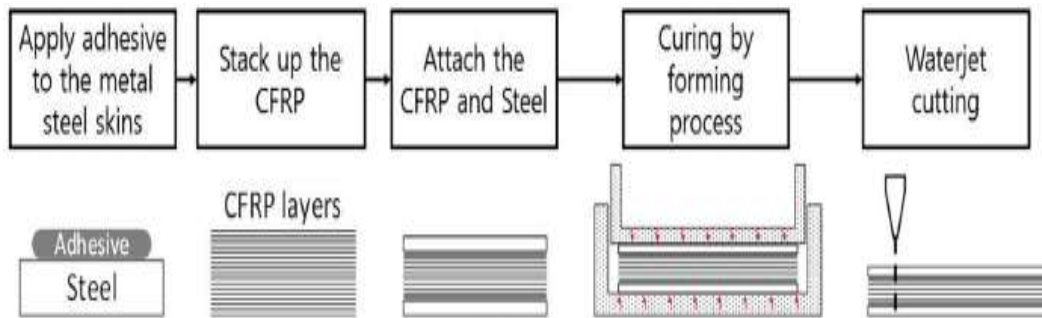 Apply adhesive
to the metal
steel skins
Stack up the
CFRP
Attach the
CFRP and Steel
Curing by
forming
process
Waterjet
cutting
Adhesive
Steel
CFRP layers